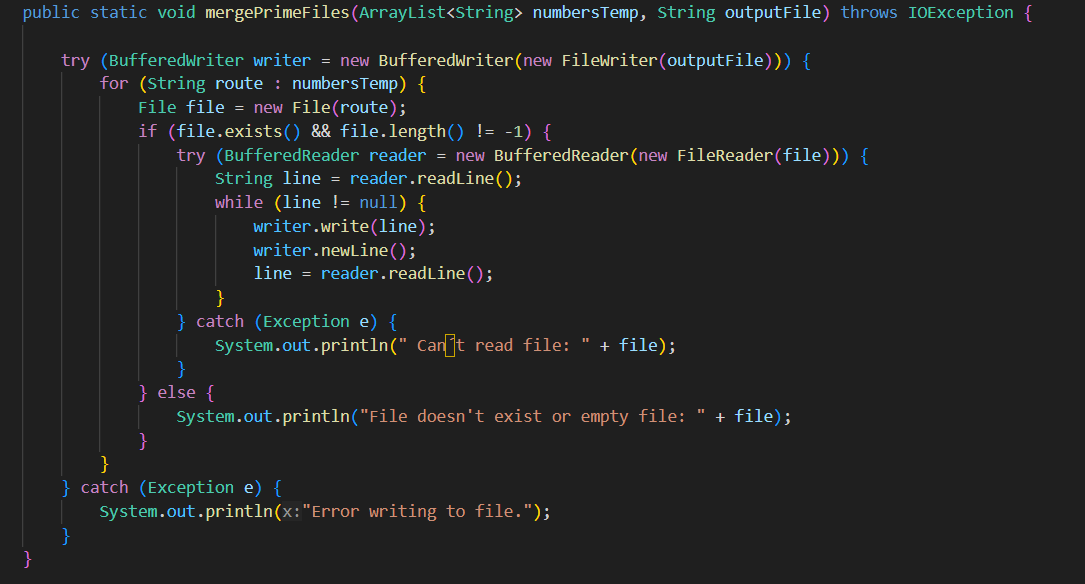 public static void mergePrimeFiles(ArrayList<String> numbersTemp, String outputFile) throws IOException {
try (BufferedWriter writer = new BufferedWriter(new FileWriter(outputFile))) {
for (String route : numbersTemp) {
File file = new File(route);
if (file.exists() && file.length() != -1) {
try (BufferedReader reader = new BufferedReader(new FileReader(file))) {
String line = reader.readLine();
while (line != null) {
writer.write(line);
writer.newLine();
line = reader.readLine();
}
} catch (Exception e) {
System.out.println(" Can´t read file: " + file);
}
} else {
System.out.println("File doesn't exist or empty file: " + file);
}
}
} catch (Exception e) {
System.out.println(x:"Error writing to file.");
}
}